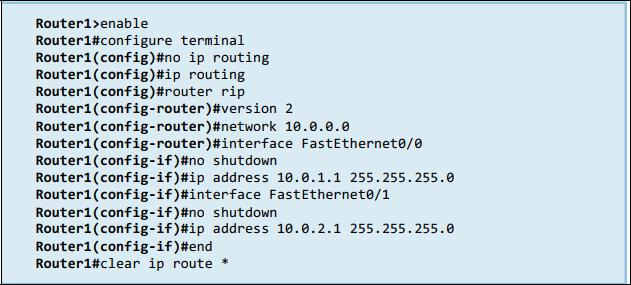 Router1>enable
Router1#configure terminal
Router1(config)#no ip routing
Router1(config)#ip routing
Router1(config)#router rip
Router1(config-router)#version 2
Router1(config-router)#network 10.0.0.0
Router1(config-router)#interface FastEthernet0/0
Router1(config-if)#no shutdown
Router1(config-if)#ip address 10.0.1.1 255.255.255.0
Router1(config-if)#interface FastEthernet0/1
Router1(config-if)#no shutdown
Router1(config-if)#ip address 10.0.2.1 255.255.255.0
Router1(config-if)#end
Router1#clear ip route *